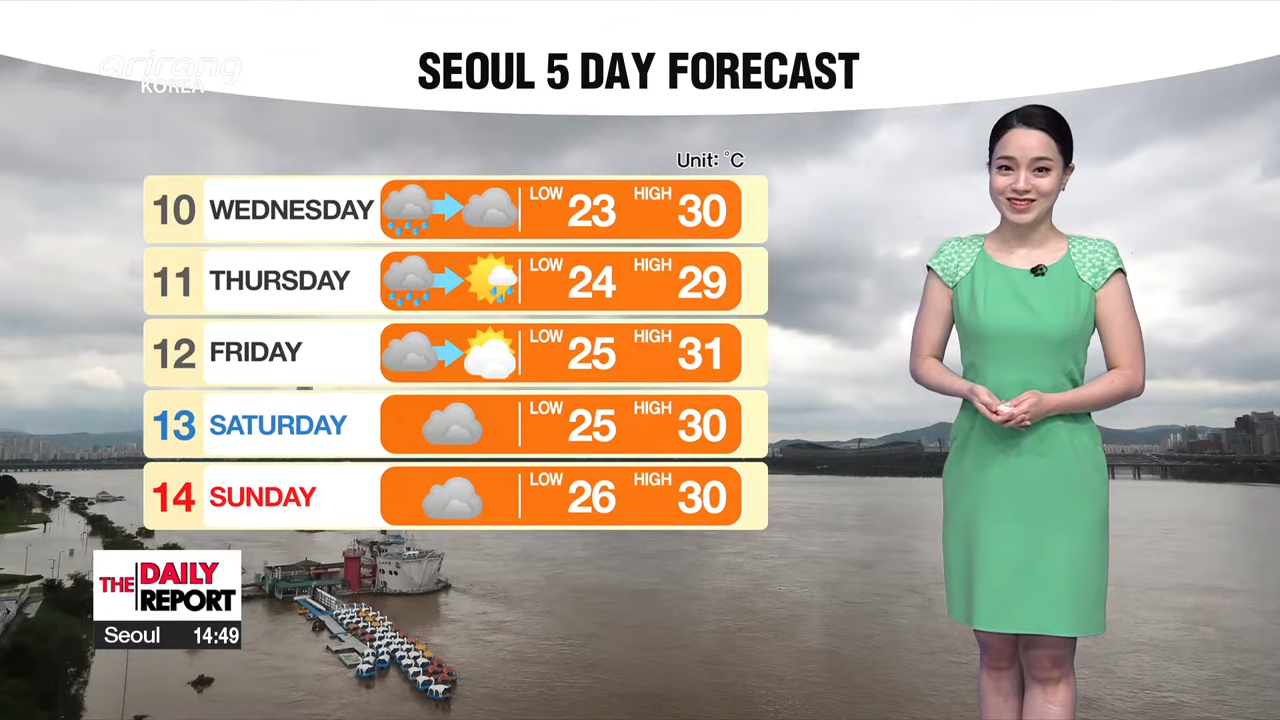 arirang
KOREA
SEOUL 5 DAY FORECAST
Unit: °C
10 WEDNESDAY LOW 23 HIGH 30
11 THURSDAY LOW 24 HIGH 29
12 FRIDAY LOW 25 HIGH 31
13 SATURDAY LOW 25 HIGH 30
14 SUNDAY LOW 26 HIGH 30
THE DAILY
REPORT
Seoul 14:49